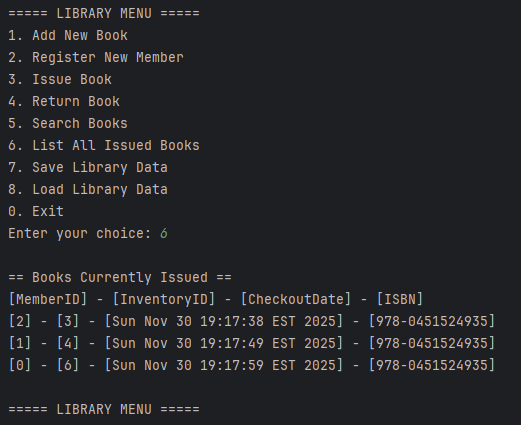 ===== LIBRARY MENU =====
1. Add New Book
2. Register New Member
3. Issue Book
4. Return Book
5. Search Books
6. List All Issued Books
7. Save Library Data
8. Load Library Data
0. Exit
Enter your choice: 6
== Books Currently Issued ==
[MemberID] - [InventoryID] - [CheckoutDate] - [ISBN]
[2] - [3] - [Sun Nov 30 19:17:38 EST 2025] - [978-0451524935]
[1] - [4] - [Sun Nov 30 19:17:49 EST 2025] - [978-0451524935]
[0] - [6] - [Sun Nov 30 19:17:59 EST 2025] - [978-0451524935]
===== LIBRARY MENU =====